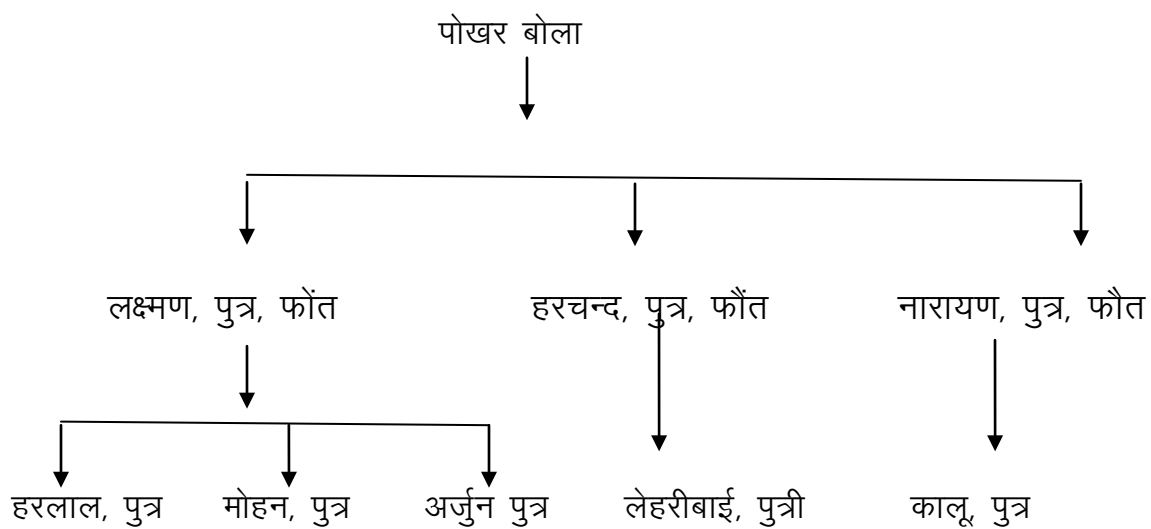 पोखर बोला
लक्ष्मण, पुत्र, फोंत हरचन्द, पुत्र, फौंत नारायण, पुत्र, फौत
हरलाल, पुत्र मोहन, पुत्र अर्जुन पुत्र लेहरीबाई, पुत्री कालू, पुत्र